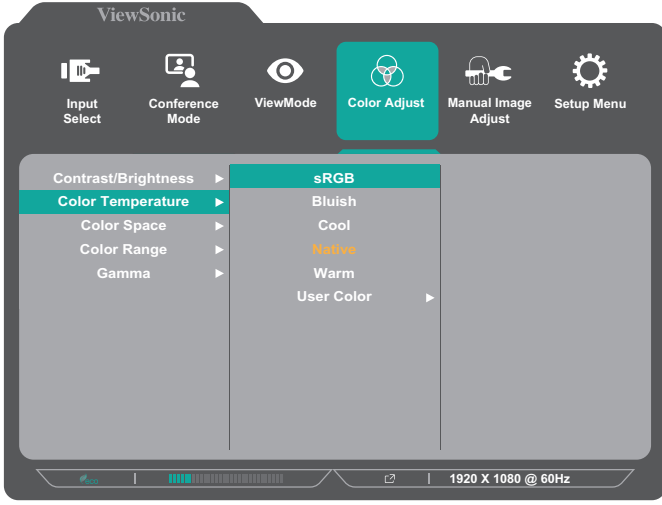 ViewSonic
Input
Select
Conference
Mode
ViewMode
Color Adjust
Manual Image
Adjust
Setup Menu
Contrast/Brightness
Color Temperature
Color Space
Color Range
Gamma
sRGB
Bluish
Cool
Native
Warm
User Color
eco
1920 X 1080 @ 60Hz